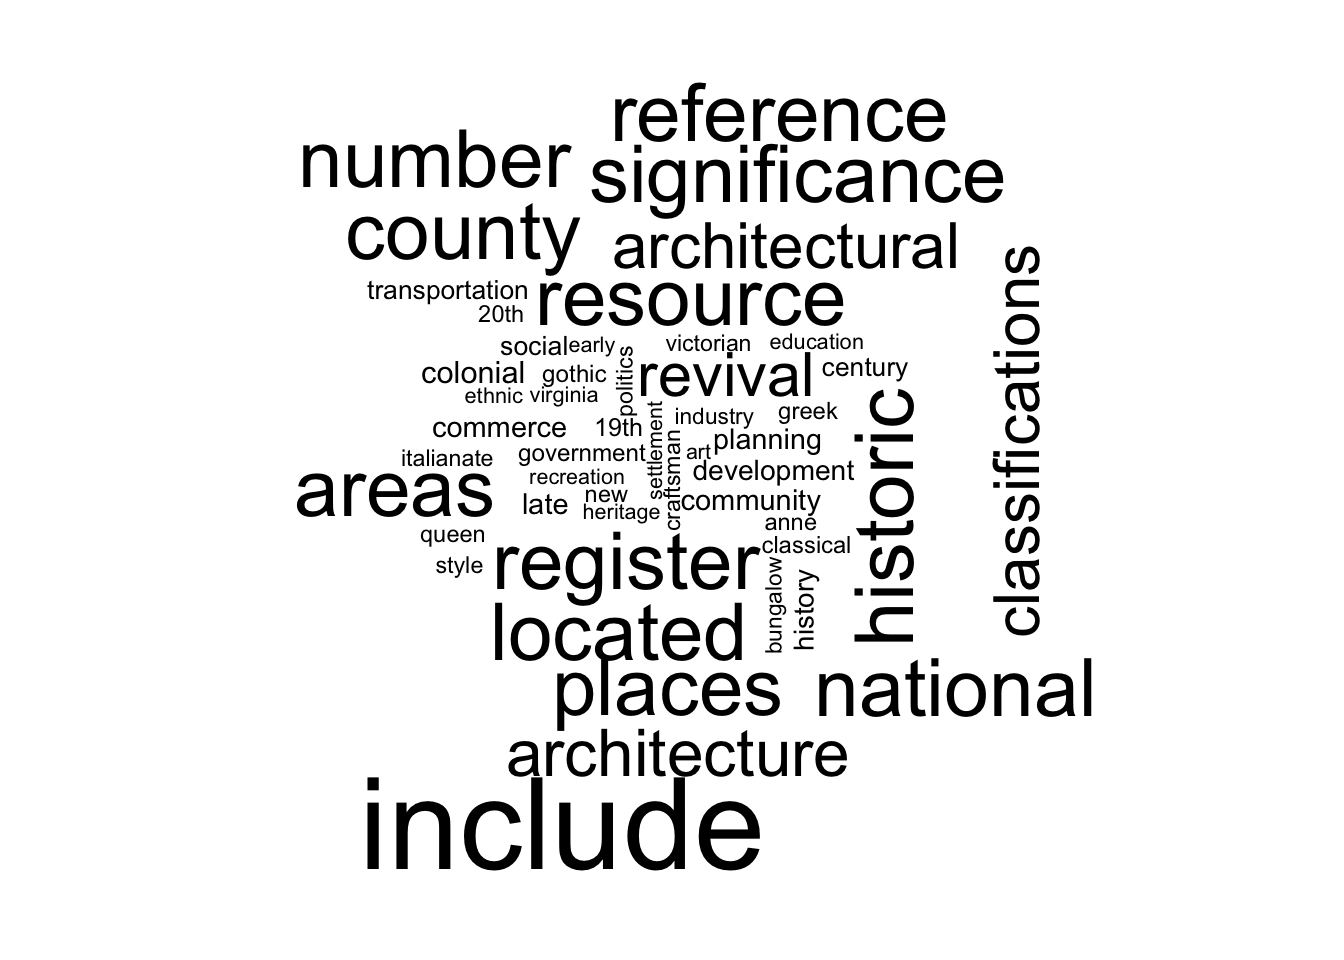 reference
number
significance
county
architectural
classifications
transportation
resource
20th
social
early
victorian
education
politics
colonial
gothic
revival
century
ethnic
virginia
historic
industry
greek
commerce
19th
settlement
craftsman
planning
italianate
government
art
areas
recreation
development
late
new
heritage
community
queen
anne
style
register
classical
bungalow
history
located
places
national
architecture
include